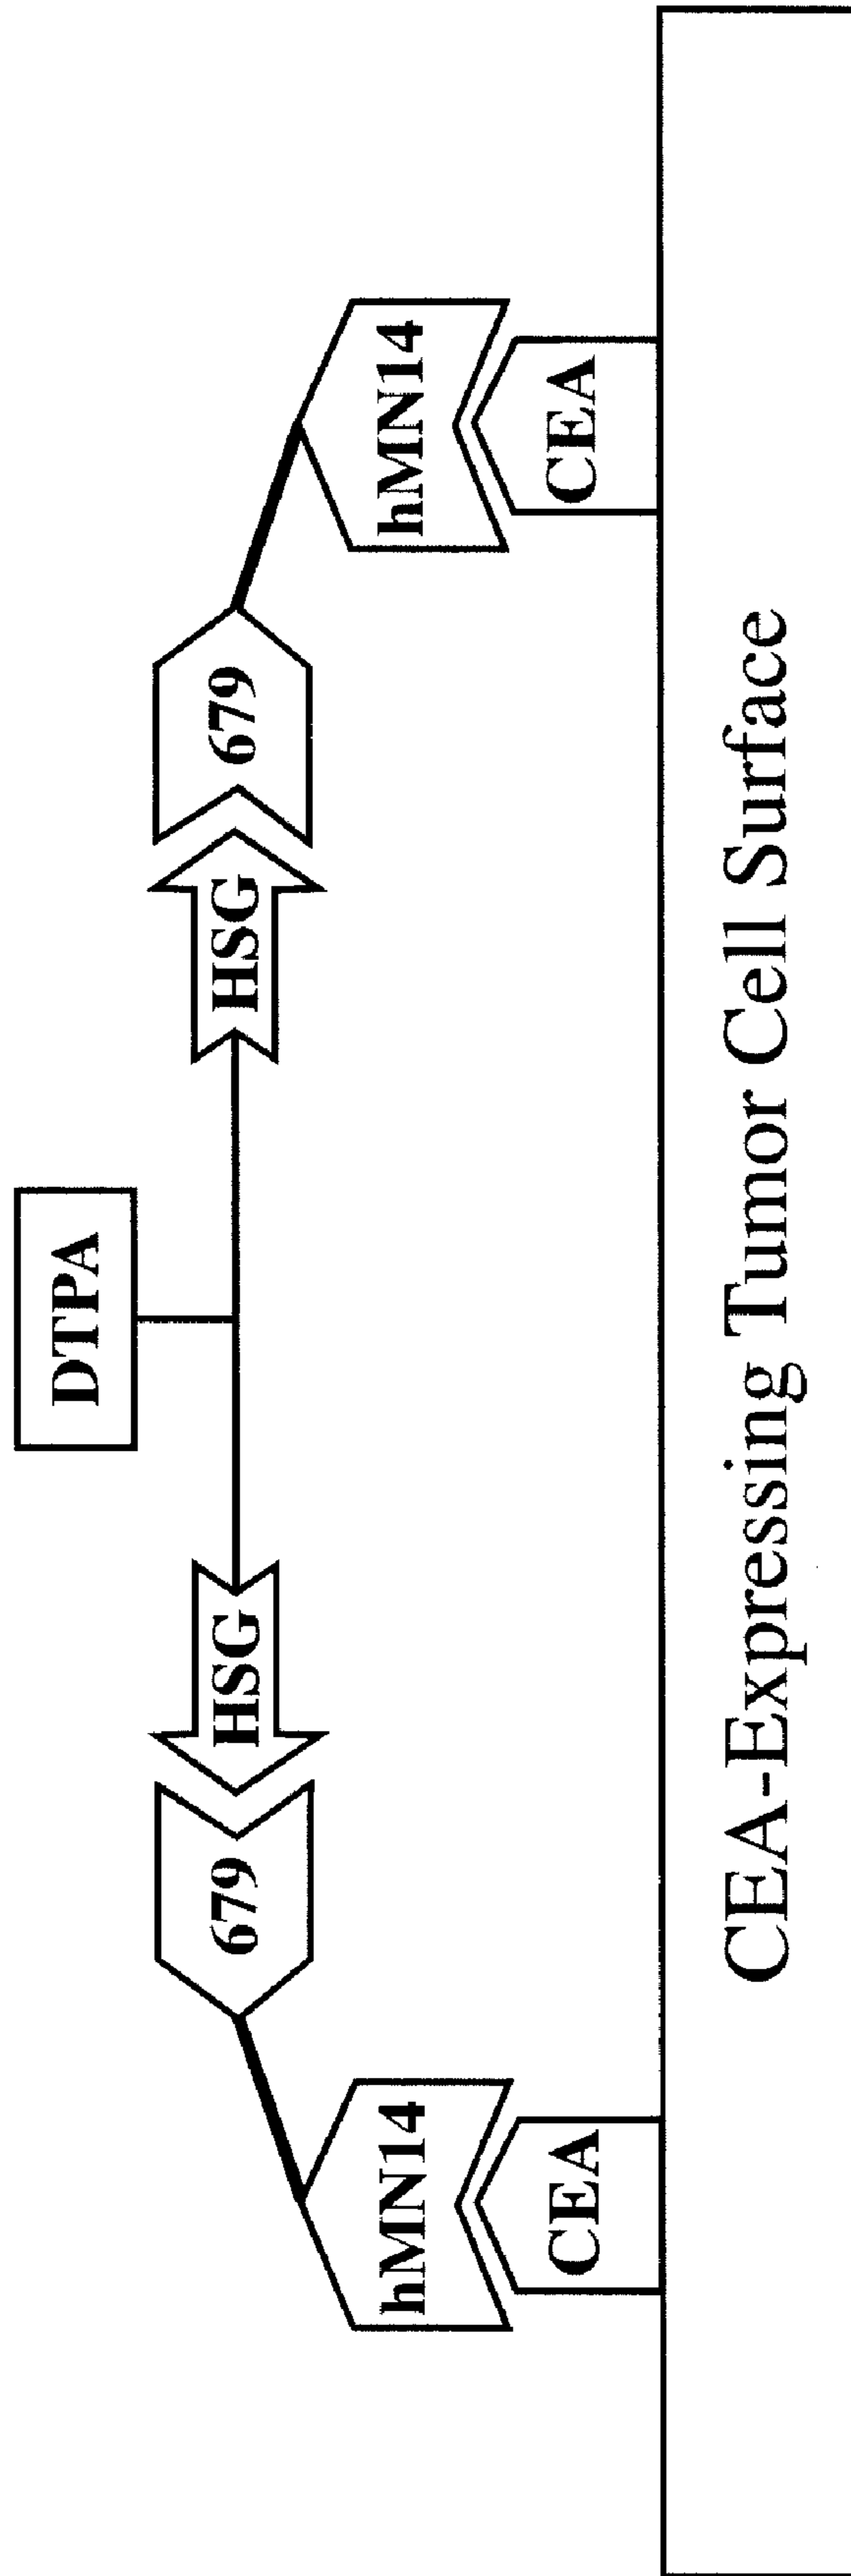 DTPA
679 HSG HSG 679
hMN14 hMN14
CEA CEA
CEA-Expressing Tumor Cell Surface